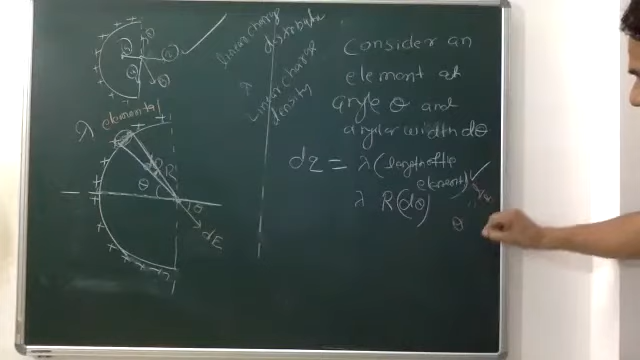 linear charge
distribution
λ
Linear charge
density
Consider an
element at
angle θ and
angular width dθ
dq = λ (length of the
element)
λ R(dθ)
θ
λ
elemental
R
θ
θ
dE